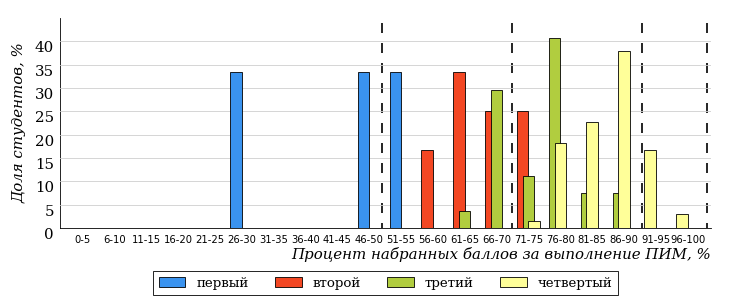 Доля студентов, %
40
35
30
25
20
15
10
5
0
0-5 6-10 11-15 16-20 21-25 26-30 31-35 36-40 41-45 46-50 51-55 56-60 61-65 66-70 71-75 76-80 81-85 86-90 91-95 96-100
Процент набранных баллов за выполнение ПИМ, %
первый второй третий четвертый